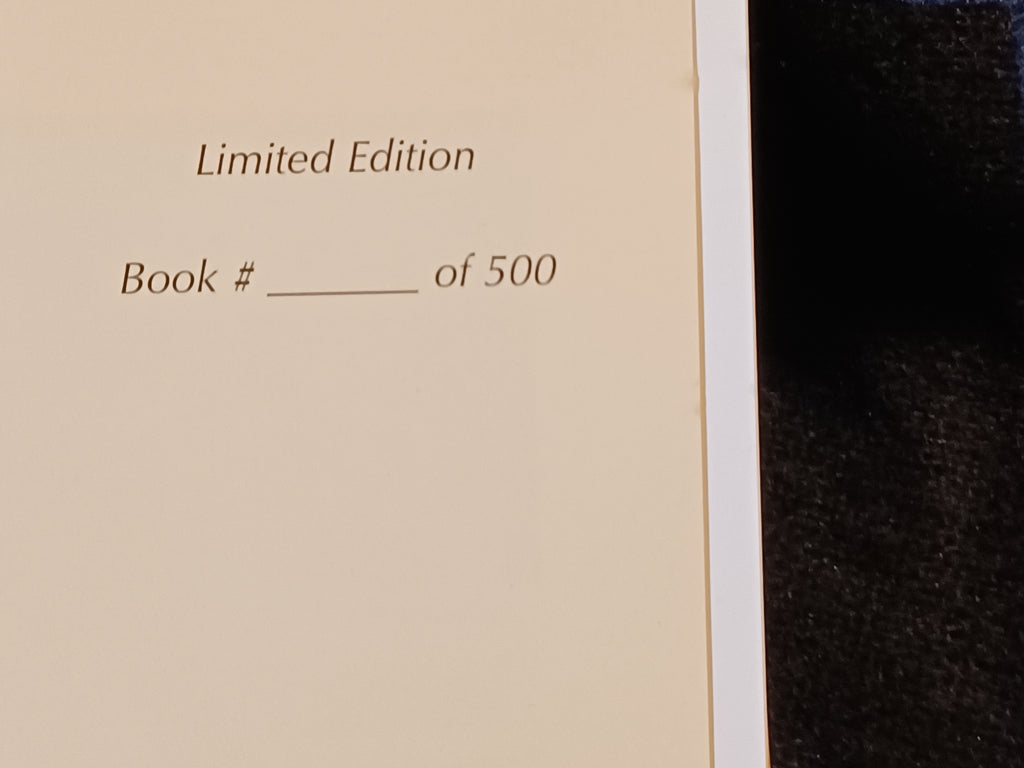 Limited Edition
Book # _______ of 500